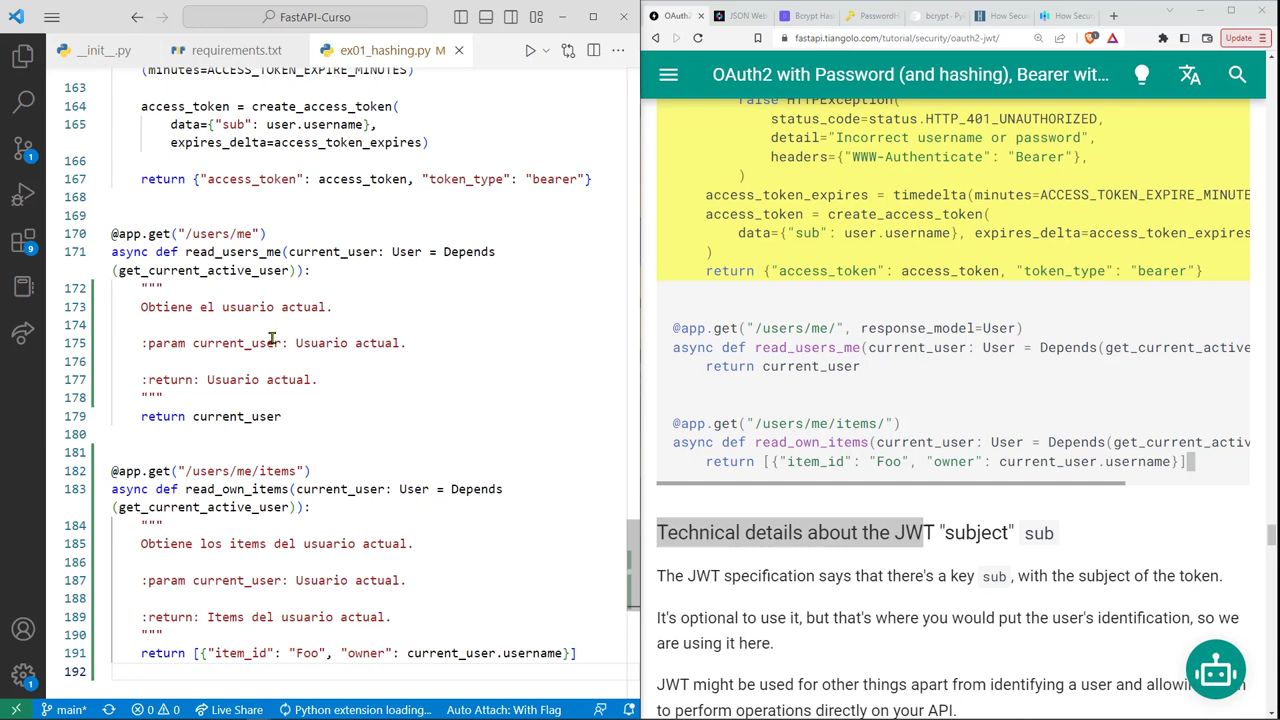 FastAPI-Curso
__init__.py
requirements.txt
ex01_hashing.py M
(minutes=ACCESS_TOKEN_EXPIRE_MINUTES)
163
164 access_token = create_access_token(
165 data={"sub": user.username},
expires_delta=access_token_expires)
166
167 return {"access_token": access_token, "token_type": "bearer"}
168
169
170 @app.get("/users/me")
171 async def read_users_me(current_user: User = Depends
(get_current_active_user)):
172 """
173 Obtiene el usuario actual.
174
175 :param current_user: Usuario actual.
176
177 :return: Usuario actual.
178 """
179 return current_user
180
181
182 @app.get("/users/me/items")
183 async def read_own_items(current_user: User = Depends
(get_current_active_user)):
184 """
185 Obtiene los items del usuario actual.
186
187 :param current_user: Usuario actual.
188
189 :return: Items del usuario actual.
190 """
191 return [{"item_id": "Foo", "owner": current_user.username}]
192
1
9
1
main*
0 0
Live Share
Python extension loading...
Auto Attach: With Flag
OAuth2
JSON Web
Bcrypt Hash
PasswordH
bcrypt · Py
How Secur
How Secur
fastapi.tiangolo.com/tutorial/security/oauth2-jwt/
Update
OAuth2 with Password (and hashing), Bearer wit...
raise HTTPException(
status_code=status.HTTP_401_UNAUTHORIZED,
detail="Incorrect username or password",
headers={"WWW-Authenticate": "Bearer"},
)
access_token_expires = timedelta(minutes=ACCESS_TOKEN_EXPIRE_MINUTE
access_token = create_access_token(
data={"sub": user.username}, expires_delta=access_token_expires
)
return {"access_token": access_token, "token_type": "bearer"}
@app.get("/users/me/", response_model=User)
async def read_users_me(current_user: User = Depends(get_current_active
return current_user
@app.get("/users/me/items/")
async def read_own_items(current_user: User = Depends(get_current_activ
return [{"item_id": "Foo", "owner": current_user.username}]
Technical details about the JWT "subject" sub
The JWT specification says that there's a key sub, with the subject of the token.
It's optional to use it, but that's where you would put the user's identification, so we
are using it here.
JWT might be used for other things apart from identifying a user and allowin
to perform operations directly on your API.